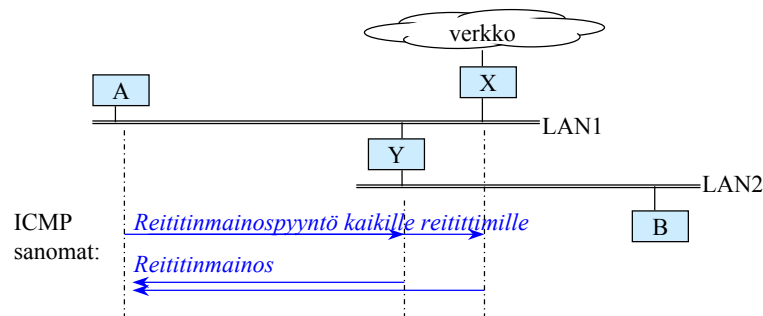 verkko
A
X
LAN1
Y
LAN2
B
ICMP
sanomat:
Reititinmainospyyntö kaikille reitittimille
Reititinmainos